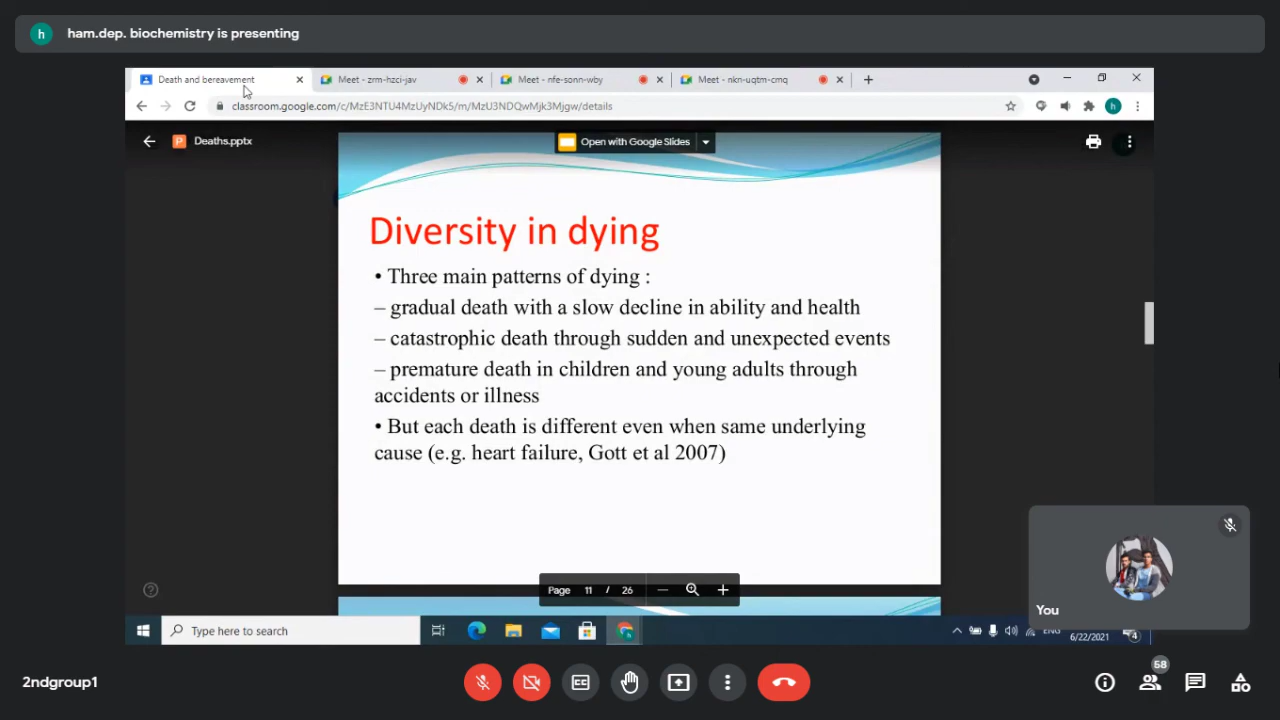 ham.dep. biochemistry is presenting
Death and bereavement
Meet - zrm-hzci-jav
Meet - nfe-sonn-wby
Meet - nkn-uqtm-cmq
classroom.google.com/c/MzE3NTU4MzUyNDk5/m/MzU3NDQwMjk3Mjgw/details
Deaths.pptx
Open with Google Slides
Diversity in dying
• Three main patterns of dying :
– gradual death with a slow decline in ability and health
– catastrophic death through sudden and unexpected events
– premature death in children and young adults through
accidents or illness
• But each death is different even when same underlying
cause (e.g. heart failure, Gott et al 2007)
Page 11 / 26
You
Type here to search
ENG
6/22/2021
4
2ndgroup1
58